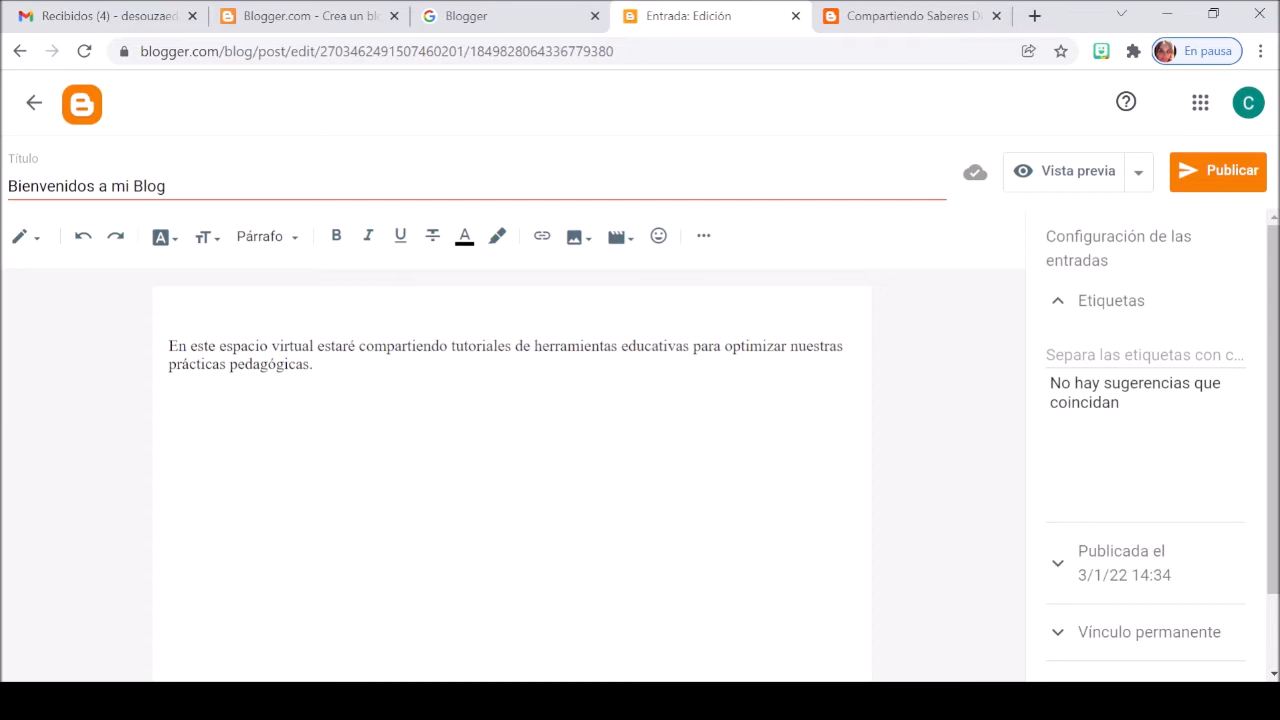 Recibidos (4) - desouzaed
Blogger.com - Crea un blo
Blogger
Entrada: Edición
Compartiendo Saberes D
blogger.com/blog/post/edit/2703462491507460201/1849828064336779380
En pausa
C
Título
Bienvenidos a mi Blog
Vista previa
Publicar
Párrafo
Configuración de las
entradas
Etiquetas
Separa las etiquetas con c...
No hay sugerencias que
coincidan
En este espacio virtual estaré compartiendo tutoriales de herramientas educativas para optimizar nuestras
prácticas pedagógicas.
Publicada el
3/1/22 14:34
Vínculo permanente